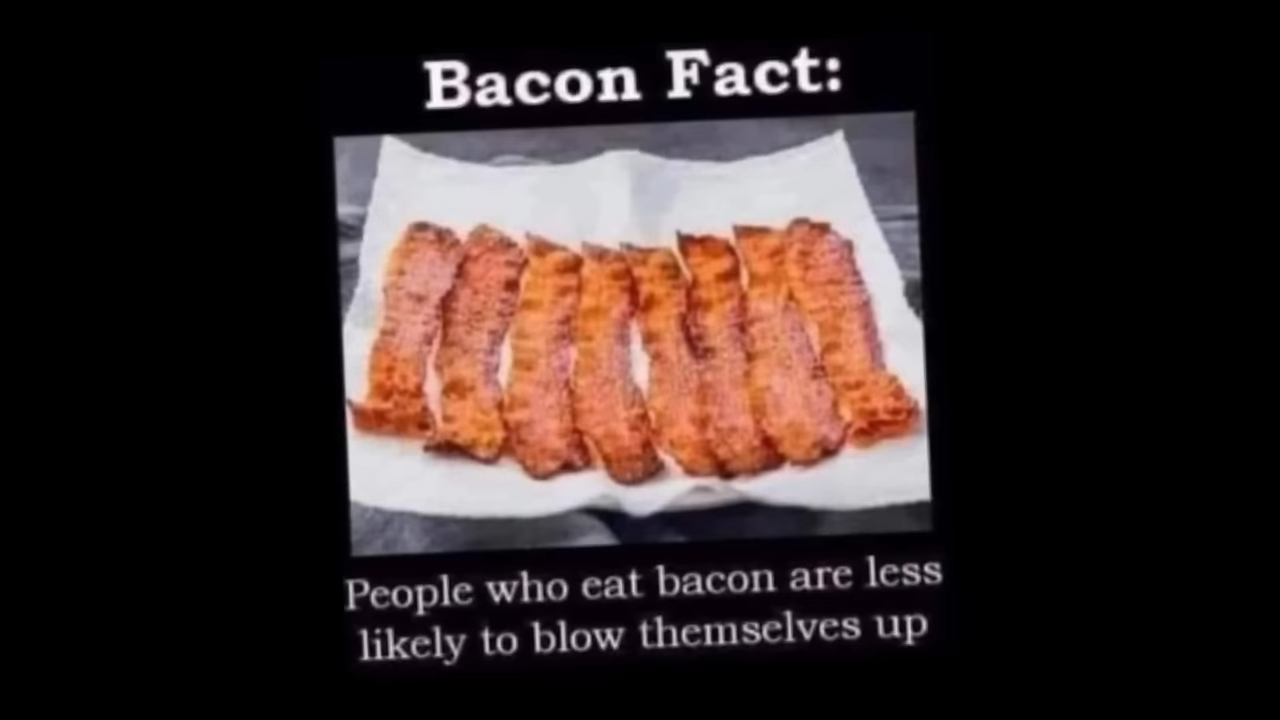 Bacon Fact:
People who eat bacon are less
likely to blow themselves up